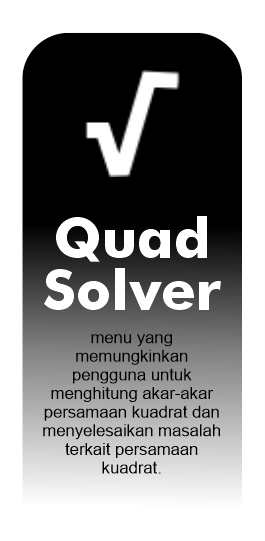 √
Quad
Solver
menu yang
memungkinkan
pengguna untuk
menghitung akar-akar
persamaan kuadrat dan
menyelesaikan masalah
terkait persamaan
kuadrat.